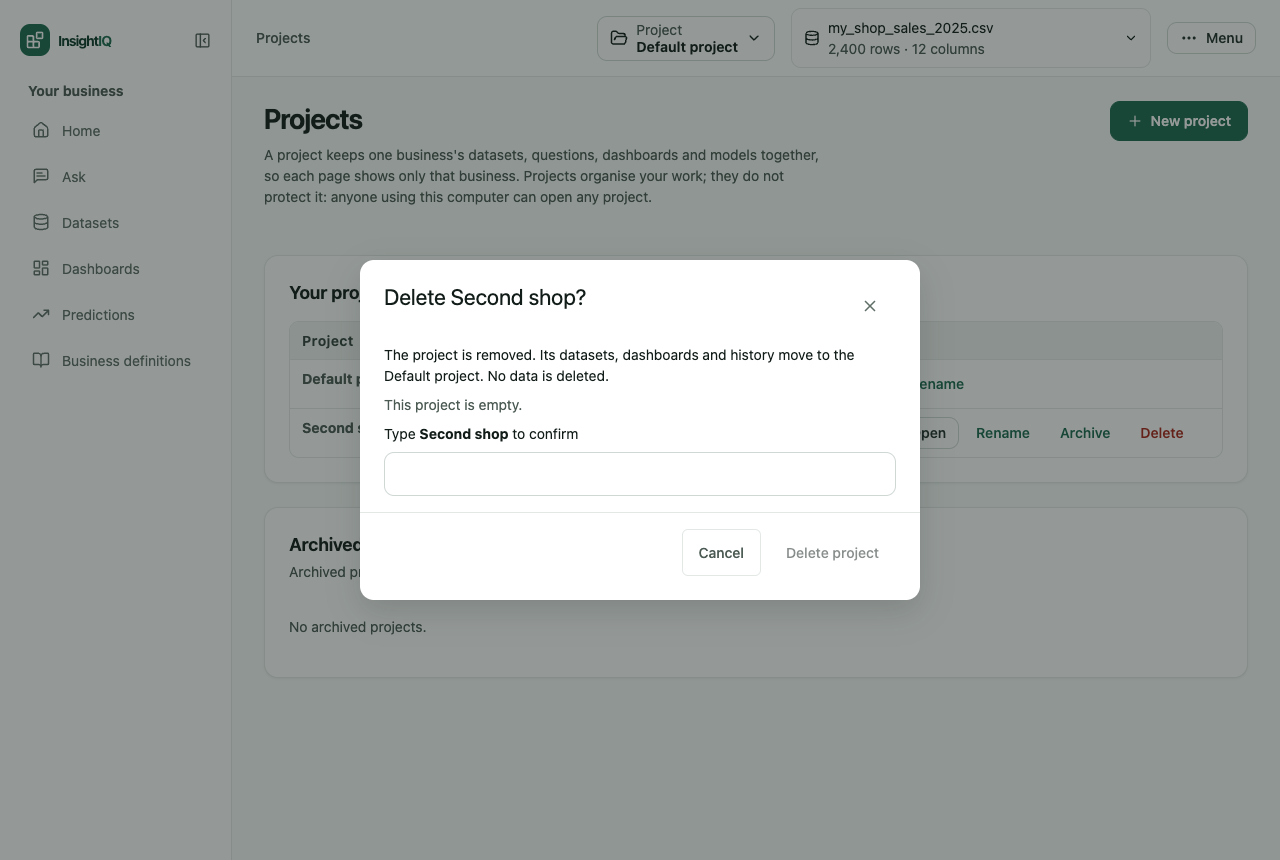 InsightIQ
Projects
Project
Default project
my_shop_sales_2025.csv
2,400 rows · 12 columns
Menu
Your business
Home
Ask
Datasets
Dashboards
Predictions
Business definitions
Projects
New project
A project keeps one business's datasets, questions, dashboards and models together,
so each page shows only that business. Projects organise your work; they do not
protect it: anyone using this computer can open any project.
Your
Project
Default
Second
Rename Archive Delete
Delete Second shop?
The project is removed. Its datasets, dashboards and history move to the
Default project. No data is deleted.
This project is empty.
Type Second shop to confirm
Cancel Delete project
Archived
Archived
No archived projects.